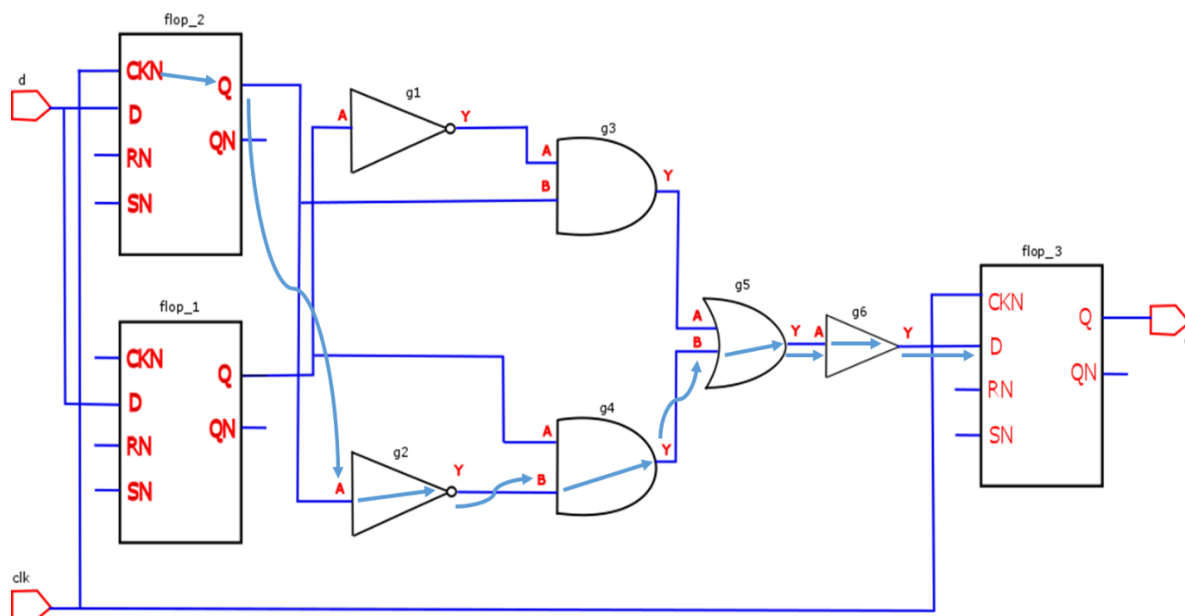 flop_2
d
CKN
Q
D
QN
RN
SN
g1
A
Y
g3
A
B
Y
flop_1
CKN
Q
D
QN
RN
SN
g2
A
Y
g4
A
B
Y
g5
A
B
Y
g6
A
Y
flop_3
CKN
Q
D
QN
RN
SN
clk